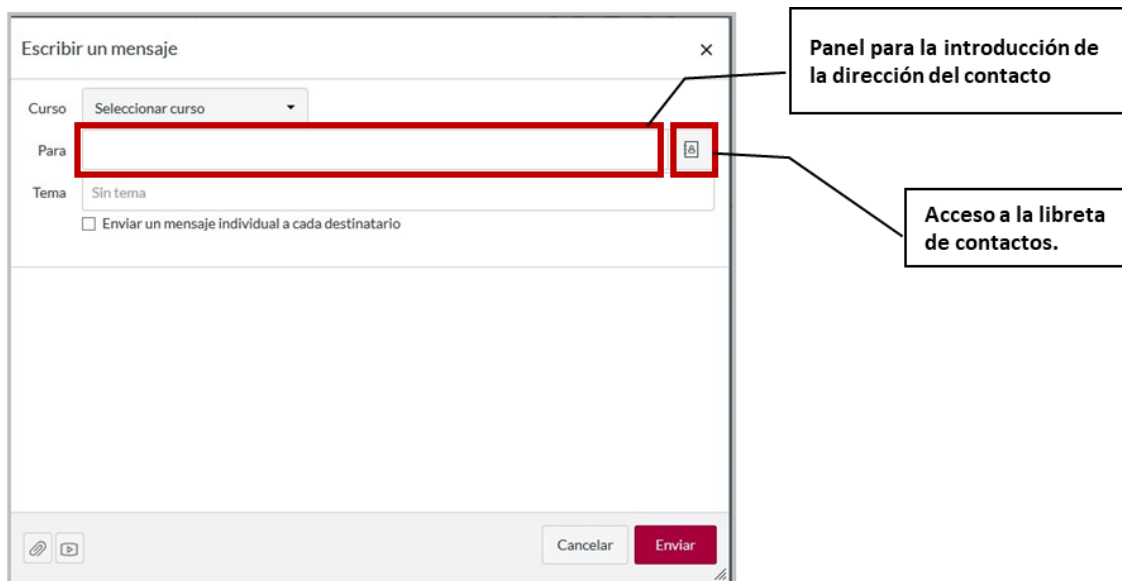 Escribir un mensaje
×
Panel para la introducción de
la dirección del contacto
Curso
Seleccionar curso
Para
Tema
Sin tema
Enviar un mensaje individual a cada destinatario
Acceso a la libreta
de contactos.
Cancelar
Enviar